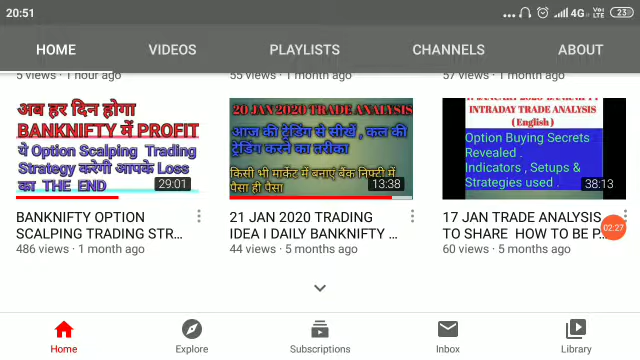 20:51
4G
VoLTE
23
HOME VIDEOS PLAYLISTS CHANNELS ABOUT
5 views · 1 hour ago
55 views · 1 month ago
57 views · 1 month ago
अब हर दिन होगा
BANKNIFTY में PROFIT
ये Option Scalping Trading
Strategy करेगी आपके Loss
का THE END
29:01
20 JAN 2020 TRADE ANALYSIS
आज की ट्रेडिंग से सीखें , कल की
ट्रेडिंग करने का तरीका
किसी भी मार्केट में बनाएं बैंक निफ्टी में
पैसा ही पैसा
13:38
INTRADAY TRADE ANALYSIS
(English)
Option Buying Secrets
Revealed .
Indicators , Setups &
Strategies used .
38:13
BANKNIFTY OPTION
SCALPING TRADING STR...
486 views · 1 month ago
21 JAN 2020 TRADING
IDEA I DAILY BANKNIFTY ...
44 views · 5 months ago
17 JAN TRADE ANALYSIS
TO SHARE HOW TO BE P...
60 views · 5 months ago
02:27
Home Explore Subscriptions Inbox Library